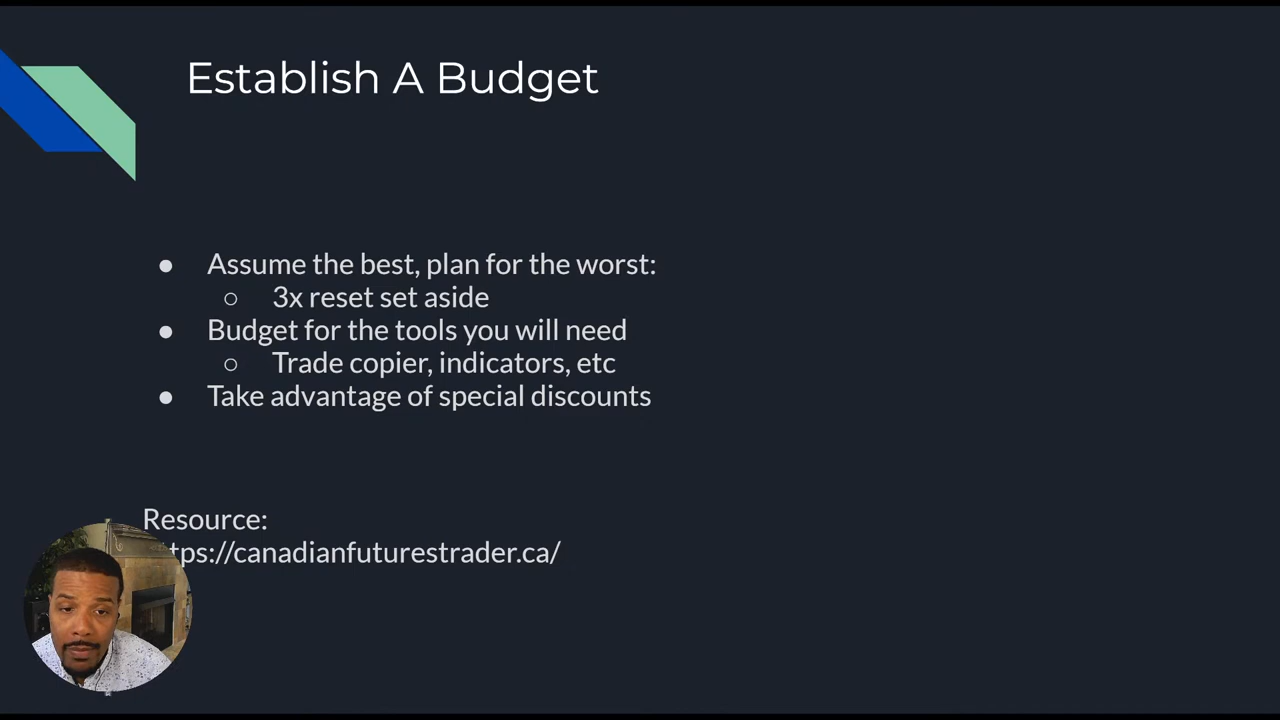 Establish A Budget
● Assume the best, plan for the worst:
○ 3x reset set aside
● Budget for the tools you will need
○ Trade copier, indicators, etc
● Take advantage of special discounts
Resource:
tps://canadianfuturestrader.ca/